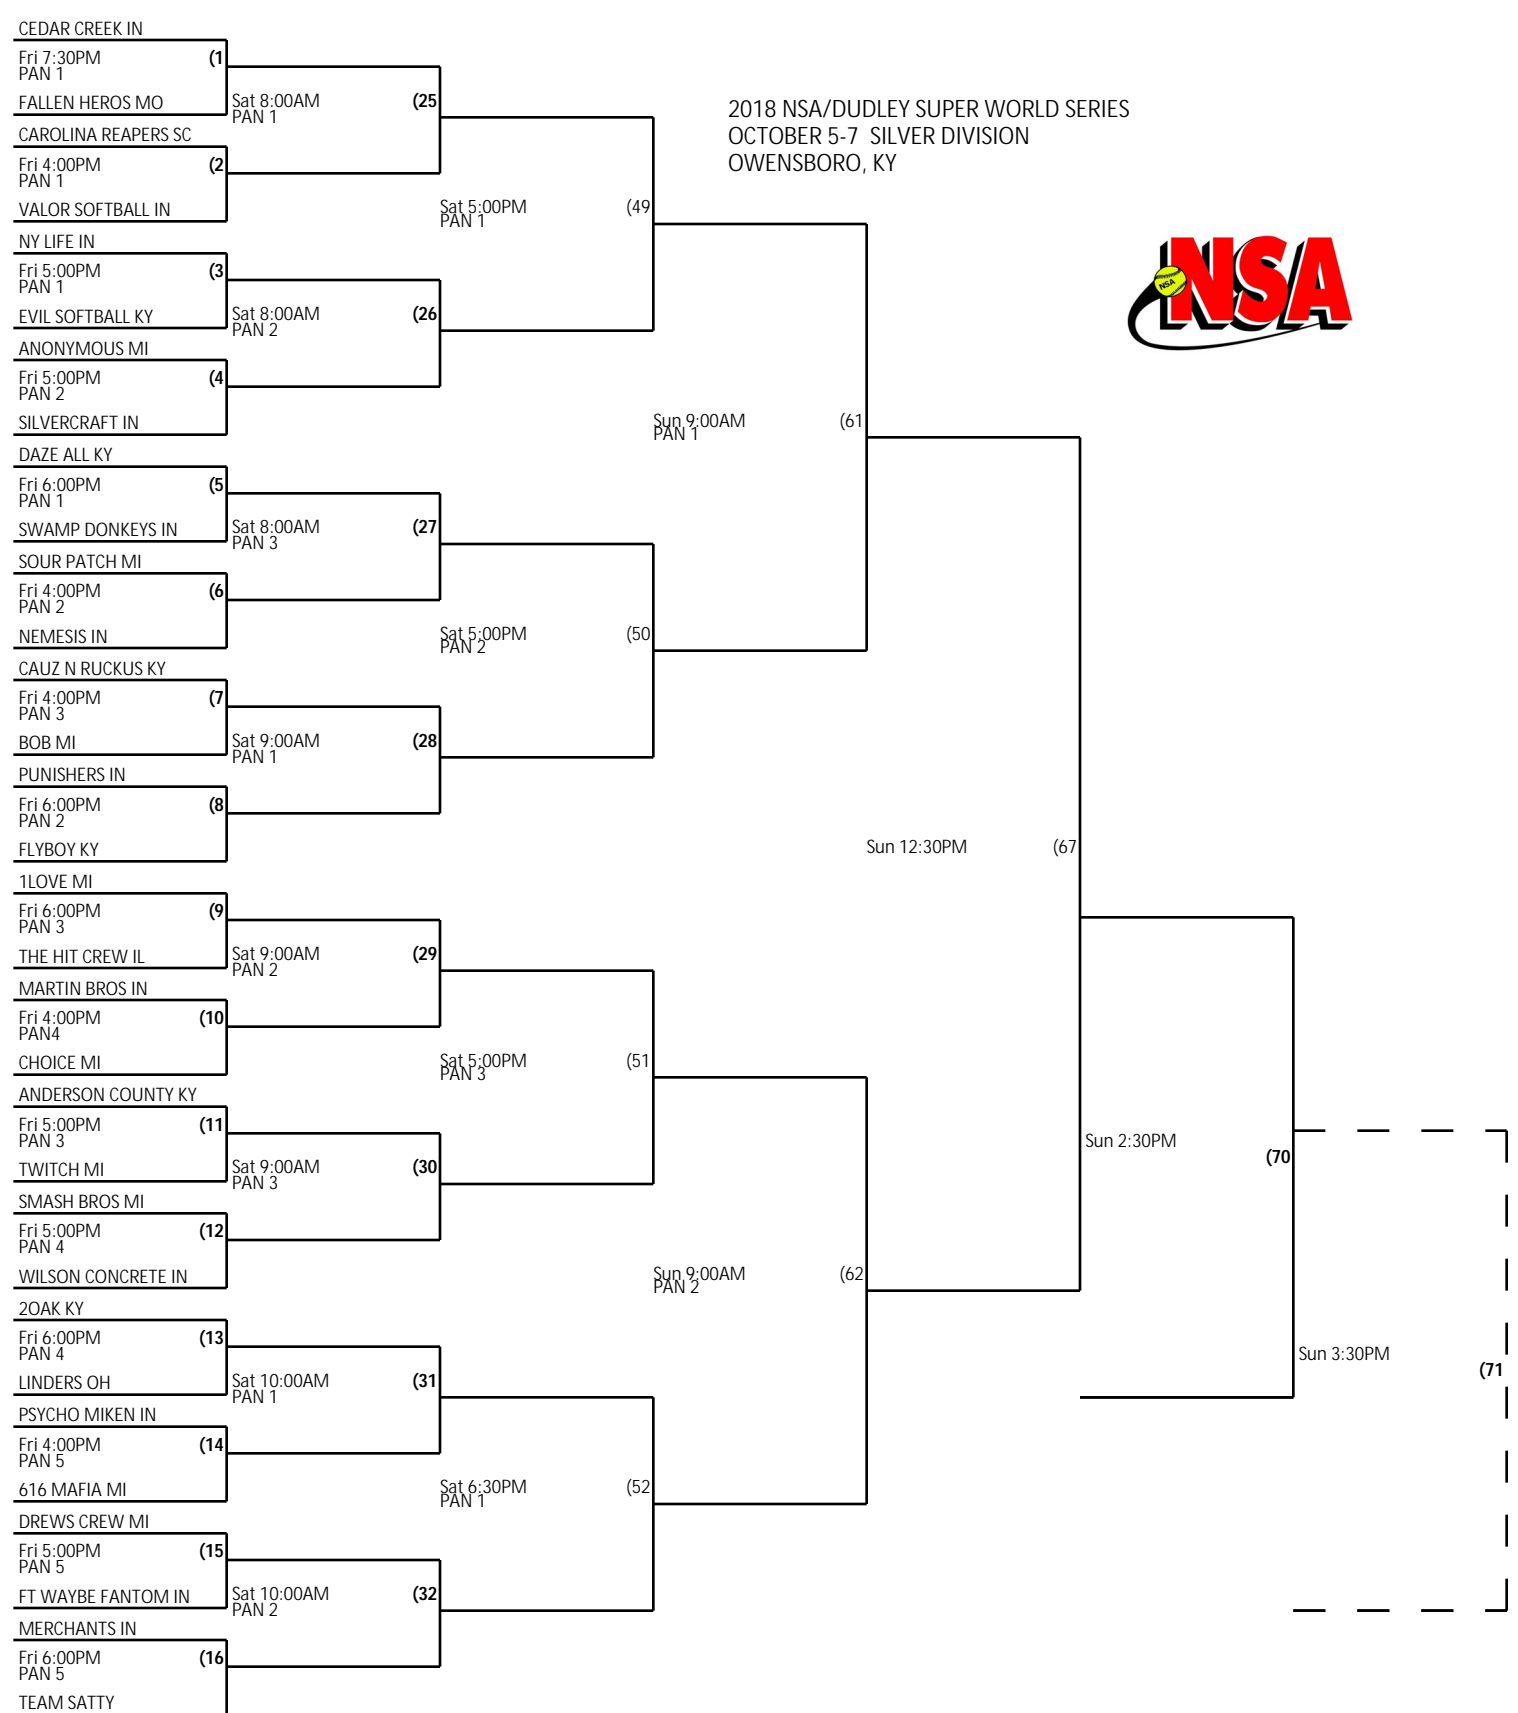 CEDAR CREEK IN
Fri 7:30PM (1
PAN 1
FALLEN HEROS MO
Sat 8:00AM (25
PAN 1
2018 NSA/DUDLEY SUPER WORLD SERIES
OCTOBER 5-7 SILVER DIVISION
OWENSBORO, KY
CAROLINA REAPERS SC
Fri 4:00PM (2
PAN 1
VALOR SOFTBALL IN
Sat 5:00PM (49
PAN 1
NSA
NSA
NY LIFE IN
Fri 5:00PM (3
PAN 1
EVIL SOFTBALL KY
Sat 8:00AM (26
PAN 2
ANONYMOUS MI
Fri 5:00PM (4
PAN 2
SILVERCRAFT IN
Sun 9:00AM (61
PAN 1
DAZE ALL KY
Fri 6:00PM (5
PAN 1
SWAMP DONKEYS IN
Sat 8:00AM (27
PAN 3
SOUR PATCH MI
Fri 4:00PM (6
PAN 2
NEMESIS IN
Sat 5:00PM (50
PAN 2
CAUZ N RUCKUS KY
Fri 4:00PM (7
PAN 3
BOB MI
Sat 9:00AM (28
PAN 1
PUNISHERS IN
Fri 6:00PM (8
PAN 2
FLYBOY KY
Sun 12:30PM (67
1LOVE MI
Fri 6:00PM (9
PAN 3
THE HIT CREW IL
Sat 9:00AM (29
PAN 2
MARTIN BROS IN
Fri 4:00PM (10
PAN4
CHOICE MI
Sat 5:00PM (51
PAN 3
ANDERSON COUNTY KY
Fri 5:00PM (11
PAN 3
TWITCH MI
Sat 9:00AM (30
PAN 3
Sun 2:30PM (70
SMASH BROS MI
Fri 5:00PM (12
PAN 4
WILSON CONCRETE IN
Sun 9:00AM (62
PAN 2
2OAK KY
Fri 6:00PM (13
PAN 4
LINDERS OH
Sat 10:00AM (31
PAN 1
Sun 3:30PM (71
PSYCHO MIKEN IN
Fri 4:00PM (14
PAN 5
616 MAFIA MI
Sat 6:30PM (52
PAN 1
DREWS CREW MI
Fri 5:00PM (15
PAN 5
FT WAYBE FANTOM IN
Sat 10:00AM (32
PAN 2
MERCHANTS IN
Fri 6:00PM (16
PAN 5
TEAM SATTY